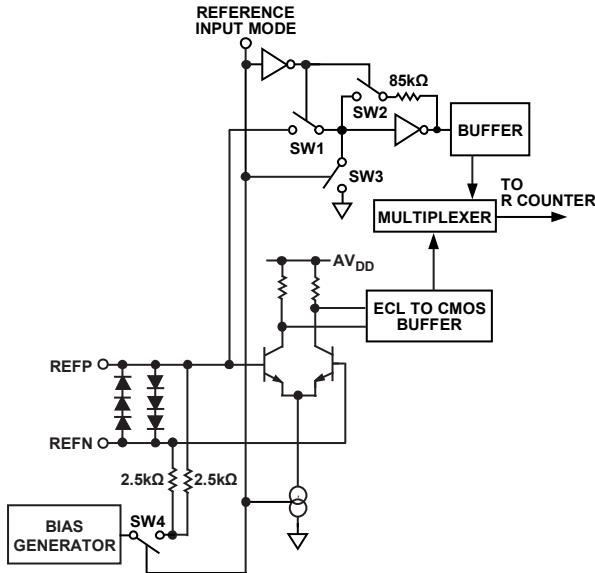 REFERENCE
INPUT MODE
85kΩ
SW2
SW1
BUFFER
SW3
TO
R COUNTER
MULTIPLEXER
AVDD
ECL TO CMOS
BUFFER
REFP
REFN
2.5kΩ
2.5kΩ
BIAS
GENERATOR
SW4